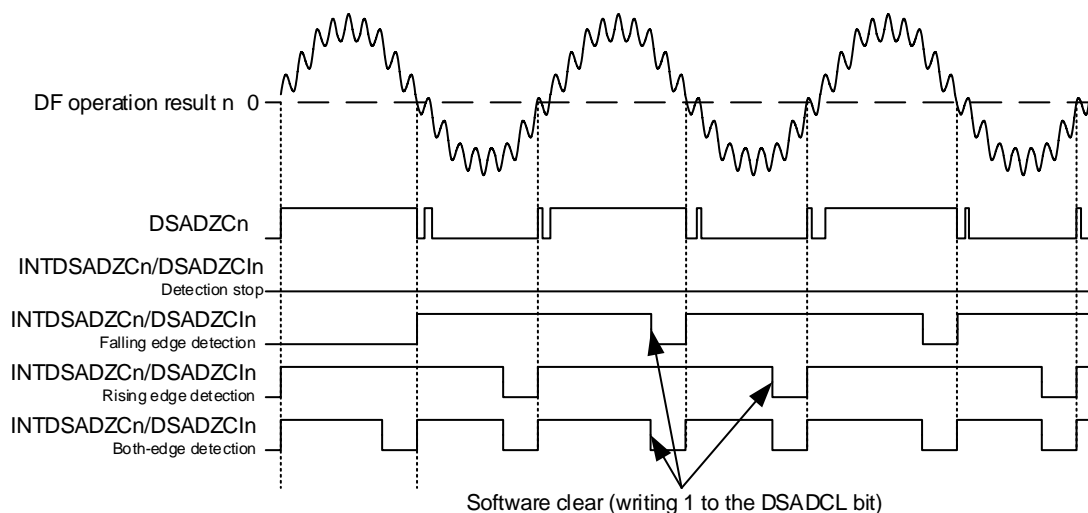 DF operation result n 0
DSADZCn
INTDSADZCn/DSADZCIn
Detection stop
INTDSADZCn/DSADZCIn
Falling edge detection
INTDSADZCn/DSADZCIn
Rising edge detection
INTDSADZCn/DSADZCIn
Both-edge detection
Software clear (writing 1 to the DSADCL bit)